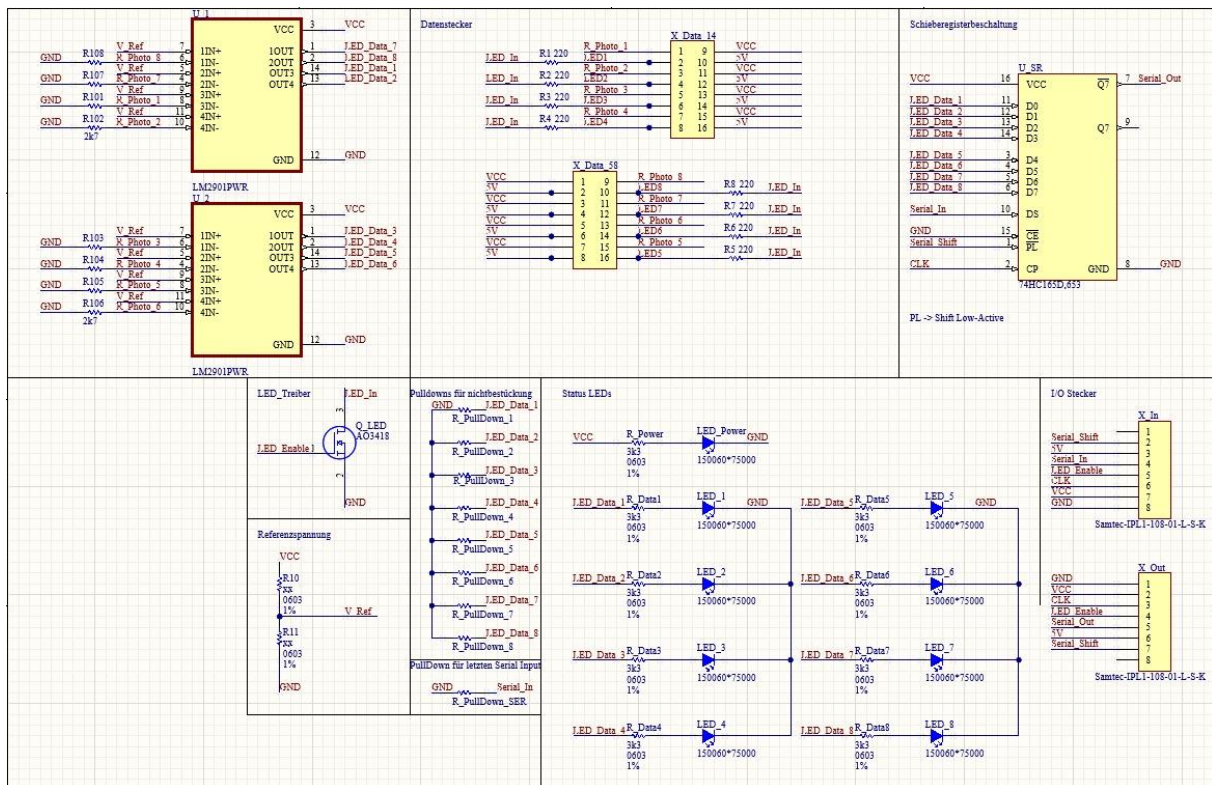 U_1
VCC 3 VCC
V_Ref 7 1IN+ 1OUT 1 LED_Data_7
GND R108 R_Photo_8 6 1IN- 2OUT 2 LED_Data_8
V_Ref 5 2IN+ OUT3 14 LED_Data_1
GND R107 R_Photo_7 4 2IN- OUT4 13 LED_Data_2
V_Ref 9 3IN+
GND R101 R_Photo_1 8 3IN-
V_Ref 11 4IN+
GND R102 R_Photo_2 10 4IN-
2k7
GND 12 GND
LM2901PWR
U_2
VCC 3 VCC
V_Ref 7 1IN+ 1OUT 1 LED_Data_3
GND R103 R_Photo_3 6 1IN- 2OUT 2 LED_Data_4
V_Ref 5 2IN+ OUT3 14 LED_Data_5
GND R104 R_Photo_4 4 2IN- OUT4 13 LED_Data_6
V_Ref 9 3IN+
GND R105 R_Photo_5 8 3IN-
V_Ref 11 4IN+
GND R106 R_Photo_6 10 4IN-
2k7
GND 12 GND
LM2901PWR
Datenstecker
X_Data_14
R_Photo_1 1 9 VCC
LED_In R1 220 LED1 2 10 5V
R_Photo_2 3 11 VCC
LED_In R2 220 LED2 4 12 5V
R_Photo_3 5 13 VCC
LED_In R3 220 LED3 6 14 5V
R_Photo_4 7 15 VCC
LED_In R4 220 LED4 8 16 5V
X_Data_58
VCC 1 9 R_Photo_8
5V 2 10 LED8 R8 220 LED_In
VCC 3 11 R_Photo_7
5V 4 12 LED7 R7 220 LED_In
VCC 5 13 R_Photo_6
5V 6 14 LED6 R6 220 LED_In
VCC 7 15 R_Photo_5
5V 8 16 LED5 R5 220 LED_In
Schieberegisterbeschaltung
U_SR
VCC 16 VCC Q7 7 Serial_Out
LED_Data_1 11 D0
LED_Data_2 12 D1
LED_Data_3 13 D2 Q7 9
LED_Data_4 14 D3
LED_Data_5 3 D4
LED_Data_6 4 D5
LED_Data_7 5 D6
LED_Data_8 6 D7
Serial_In 10 DS
GND 15 CE
Serial_Shift 1 PL
CLK 2 CP GND 8 GND
74HC165D,653
PL -> Shift Low-Active
LED_Treiber
LED_In
3
Q_LED
AO3418
LED_Enable 1
2
GND
Referenzspannung
VCC
R10
xx
0603
1%
V_Ref
R11
xx
0603
1%
GND
Pulldowns für nichtbestückung
GND LED_Data_1
R_PullDown_1
LED_Data_2
R_PullDown_2
LED_Data_3
R_PullDown_3
LED_Data_4
R_PullDown_4
LED_Data_5
R_PullDown_5
LED_Data_6
R_PullDown_6
LED_Data_7
R_PullDown_7
LED_Data_8
R_PullDown_8
PullDown für letzten Serial Input
GND Serial_In
R_PullDown_SER
Status LEDs
VCC R_Power LED_Power GND
3k3 150060*75000
0603
1%
LED_Data_1 R_Data1 LED_1 GND
3k3 150060*75000
0603
1%
LED_Data_2 R_Data2 LED_2
3k3 150060*75000
0603
1%
LED_Data_3 R_Data3 LED_3
3k3 150060*75000
0603
1%
LED_Data_4 R_Data4 LED_4
3k3 150060*75000
0603
1%
LED_Data_5 R_Data5 LED_5 GND
3k3 150060*75000
0603
1%
LED_Data_6 R_Data6 LED_6
3k3 150060*75000
0603
1%
LED_Data_7 R_Data7 LED_7
3k3 150060*75000
0603
1%
LED_Data_8 R_Data8 LED_8
3k3 150060*75000
0603
1%
I/O Stecker
X_In
1
Serial_Shift 2
5V 3
Serial_In 4
LED_Enable 5
CLK 6
VCC 7
GND 8
Samtec-IPL1-108-01-L-S-K
X_Out
GND 1
VCC 2
CLK 3
LED_Enable 4
Serial_Out 5
5V 6
Serial_Shift 7
8
Samtec-IPL1-108-01-L-S-K